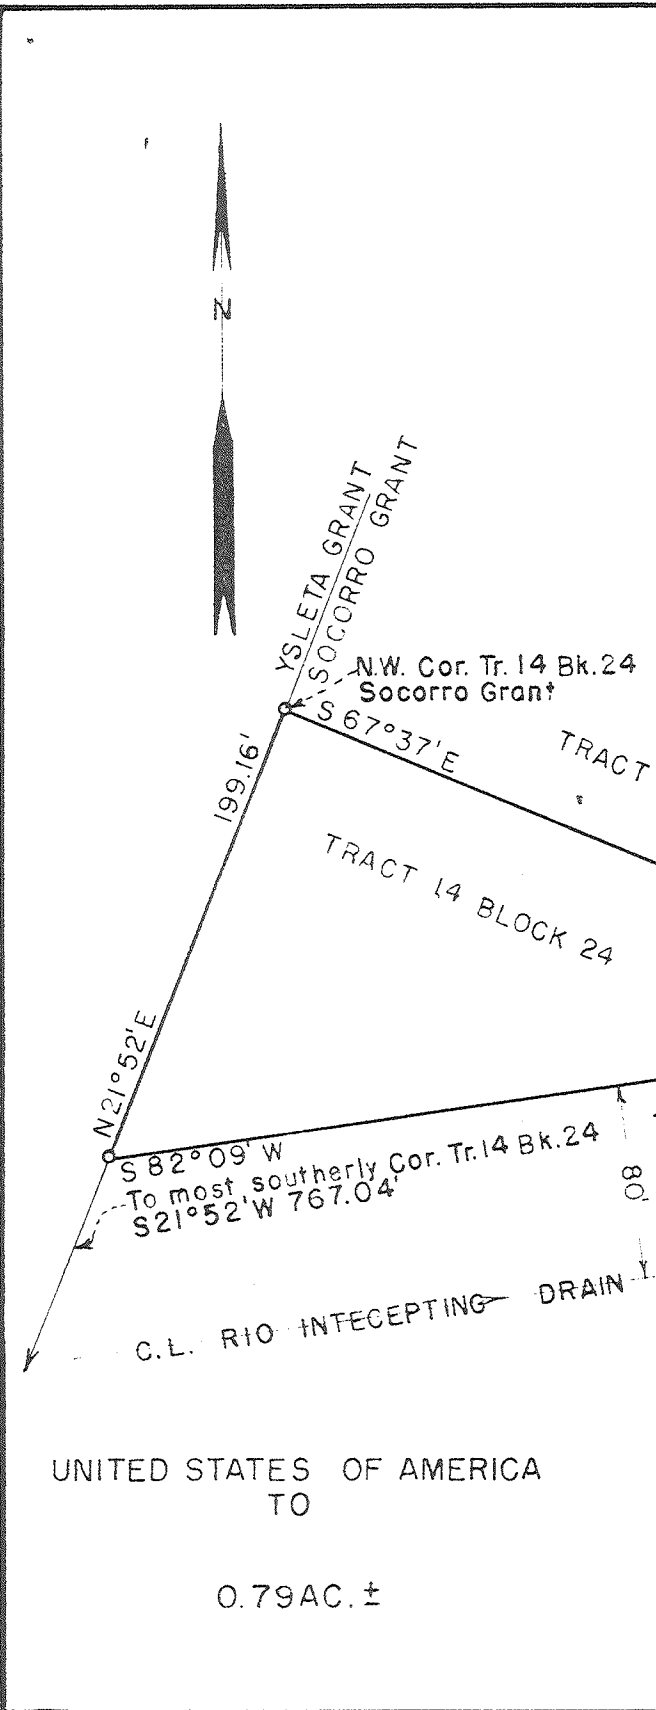 N
YSLETA GRANT
SOCORRO GRANT
N.W. Cor. Tr. 14 Bk. 24
Socorro Grant
S 67°37'E
TRACT
199.16'
TRACT 14 BLOCK 24
N21°52'E
S 82°09' W
To most southerly Cor. Tr. 14 Bk. 24
S21°52'W 767.04'
80'
C.L. RIO INTECEPTING DRAIN
UNITED STATES OF AMERICA
TO
0.79AC. ±